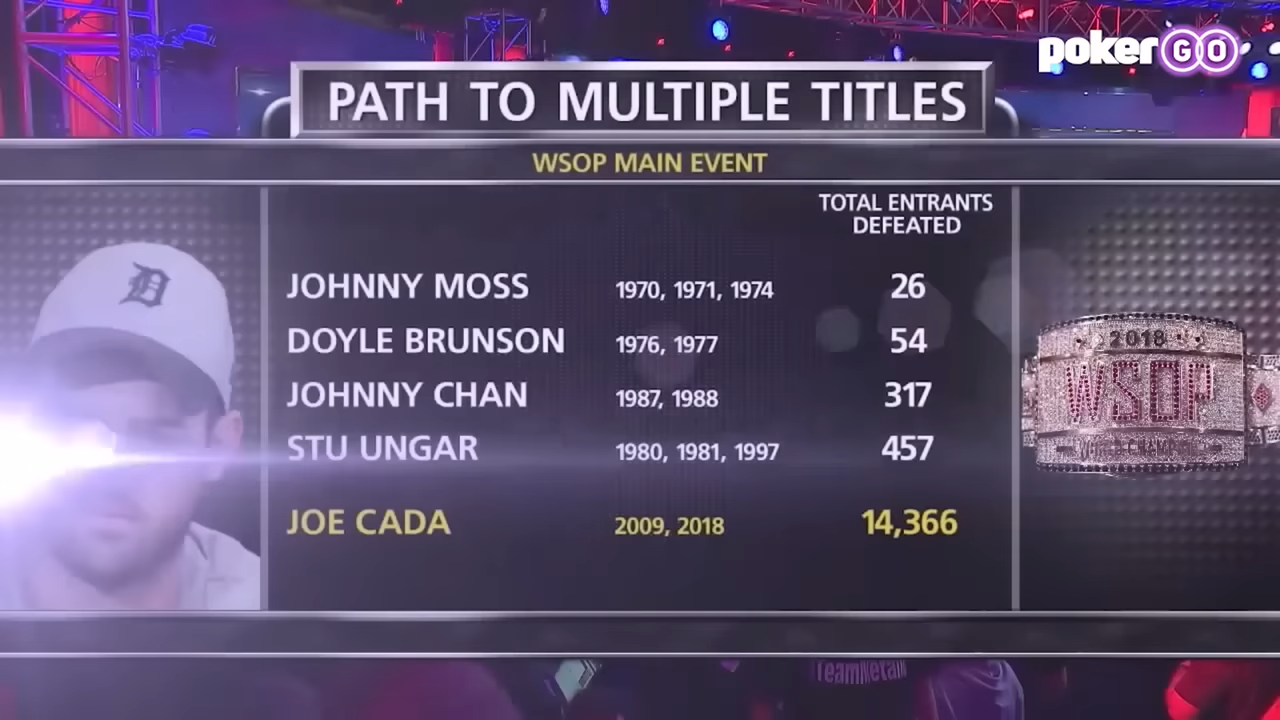 pokerGO
PATH TO MULTIPLE TITLES
WSOP MAIN EVENT
TOTAL ENTRANTS
DEFEATED
JOHNNY MOSS 1970, 1971, 1974 26
DOYLE BRUNSON 1976, 1977 54
JOHNNY CHAN 1987, 1988 317
STU UNGAR 1980, 1981, 1997 457
JOE CADA 2009, 2018 14,366
D
2018
WSOP